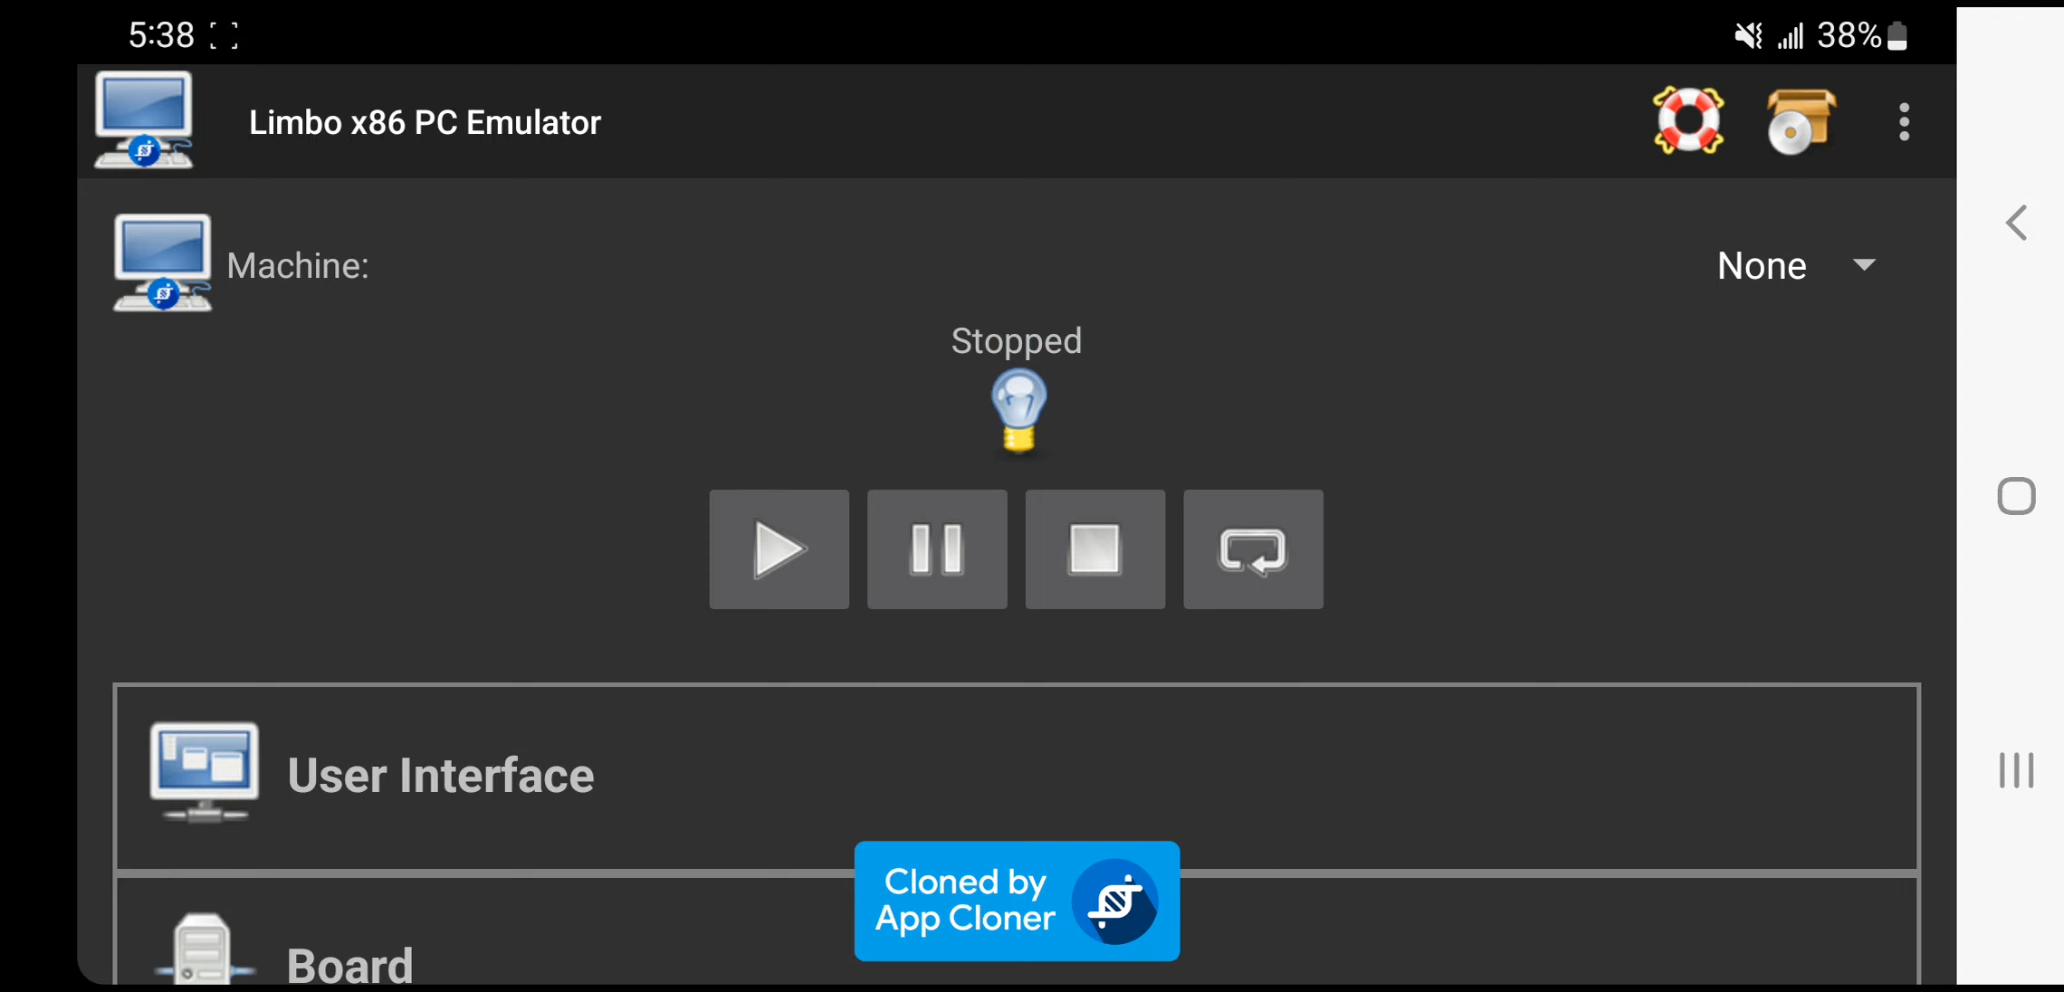 5:38
38%
Limbo x86 PC Emulator
Machine:
None
Stopped
User Interface
Cloned by
App Cloner
Board